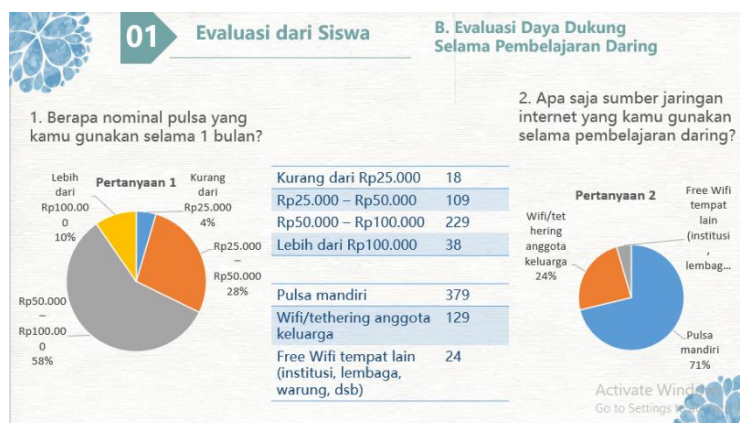 01
Evaluasi dari Siswa
B. Evaluasi Daya Dukung
Selama Pembelajaran Daring
1. Berapa nominal pulsa yang
kamu gunakan selama 1 bulan?
Pertanyaan 1
Lebih
dari
Rp100.00
0
10%
Kurang
dari
Rp25.000
4%
Rp25.000
–
Rp50.000
28%
Rp50.000
–
Rp100.00
0
58%
Kurang dari Rp25.000 18
Rp25.000 – Rp50.000 109
Rp50.000 – Rp100.000 229
Lebih dari Rp100.000 38
Pulsa mandiri 379
Wifi/tethering anggota 129
keluarga
Free Wifi tempat lain 24
(institusi, lembaga,
warung, dsb)
2. Apa saja sumber jaringan
internet yang kamu gunakan
selama pembelajaran daring?
Pertanyaan 2
Wifi/tet
hering
anggota
keluarga
24%
Free Wifi
tempat
lain
(institusi
,
lembag...
Pulsa
mandiri
71%
Activate
Go to Settings